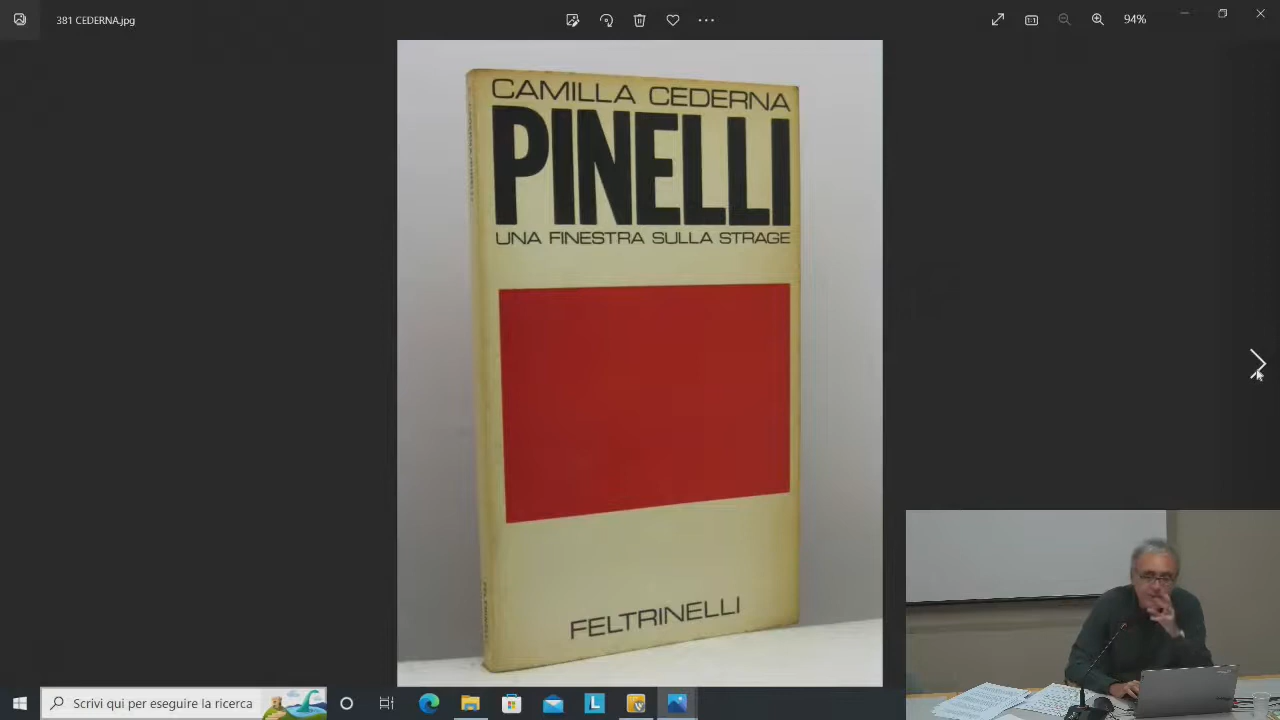 381 CEDERNA.jpg
94%
CAMILLA CEDERNA
PINELLI
UNA FINESTRA SULLA STRAGE
FELTRINELLI
Scrivi qui per eseguire la ricerca